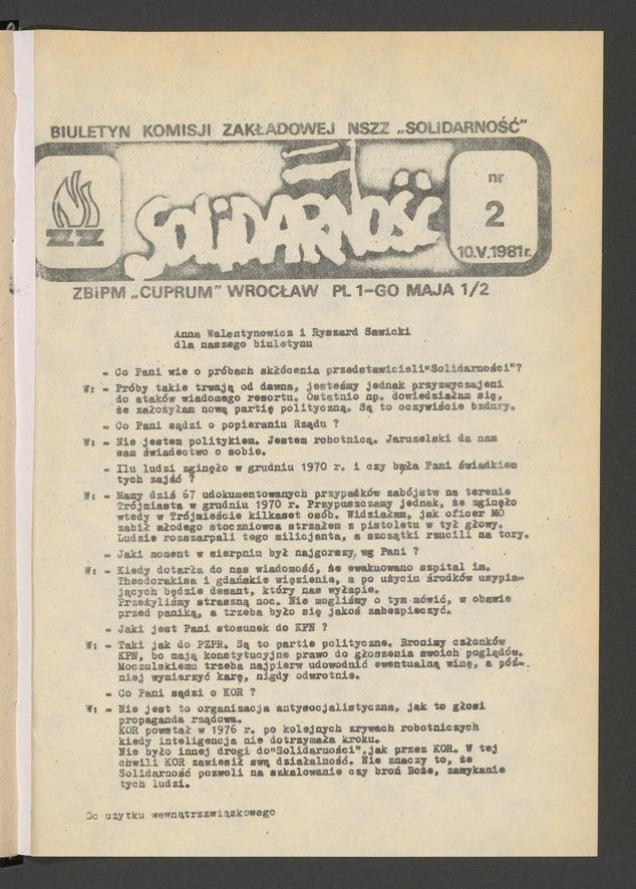 BIULETYN KOMISJI ZAKŁADOWEJ NSZZ „SOLIDARNOŚĆ”
SOLIDARNOŚĆ
ZZ
nr
2
10.V.1981r.
ZBiPM „CUPRUM” WROCŁAW PL 1-GO MAJA 1/2
Anna Walentynowicz i Ryszard Sawicki
dla naszego biuletynu
- Co Pani wie o próbach skłócenia przedstawicieli"Solidarności"?
W: - Próby takie trwają od dawna, jesteśmy jednak przyzwyczajeni
do ataków wiadomego resortu. Ostatnio np. dowiedziałam się,
że założyłam nową partię polityczną. Są to oczywiście bzdury.
- Co Pani sądzi o popieraniu Rządu ?
W: - Nie jestem politykiem. Jestem robotnicą. Jaruzelski da nam
sam świadectwo o sobie.
- Ilu ludzi zginęło w grudniu 1970 r. i czy była Pani świadkiem
tych zajść ?
W: - Mamy dziś 67 udokumentowanych przypadków zabójstw na terenie
Trójmiasta w grudniu 1970 r. Przypuszczamy jednak, że zginęło
wtedy w Trójmieście kilkaset osób. Widziałam, jak oficer MO
zabił młodego stoczniowca strzałem z pistoletu w tył głowy.
Ludzie rozszarpali tego milicjanta, a szczątki rzucili na tory.
- Jaki moment w sierpniu był najgorszy, wg Pani ?
W: - Kiedy dotarła do nas wiadomość, że ewakuowano szpital im.
Theodorakisa i gdańskie więzienia, a po użyciu środków usypia-
jących będzie desant, który nas wyłapie.
Przeżyliśmy straszną noc. Nie mogliśmy o tym mówić, w obawie
przed paniką, a trzeba było się jakoś zabezpieczyć.
- Jaki jest Pani stosunek do KPN ?
W: - Taki jak do PZPR. Są to partie polityczne. Bronimy członków
KPN, bo mają konstytucyjne prawo do głoszenia swoich poglądów.
Moczulskiemu trzeba najpierw udowodnić ewentualną winę, a póź-
niej wymierzyć karę, nigdy odwrotnie.
- Co Pani sądzi o KOR ?
W: - Nie jest to organizacja antysocjalistyczna, jak to głosi
propaganda rządowa.
KOR powstał w 1976 r. po kolejnych zrywach robotniczych
kiedy inteligencja nie dotrzymała kroku.
Nie było innej drogi do"Solidarności",jak przez KOR. W tej
chwili KOR zawiesił swą działalność. Nie znaczy to, że
Solidarność pozwoli na szkalowanie czy broń Boże, zamykanie
tych ludzi.
Do użytku wewnątrzzwiązkowego